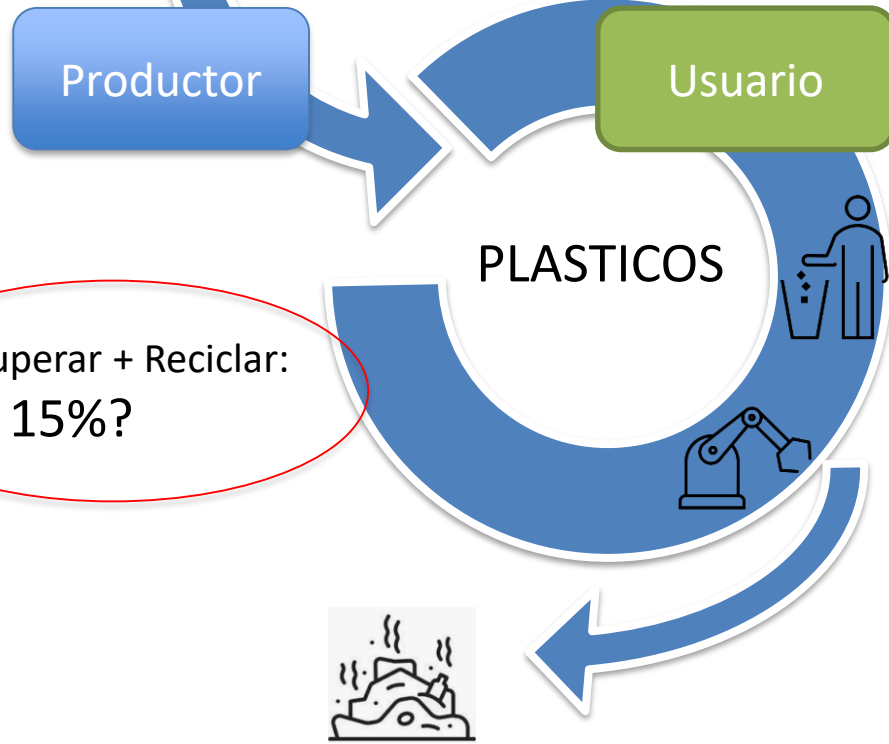 Productor
Usuario
PLASTICOS
uperar + Reciclar:
15%?